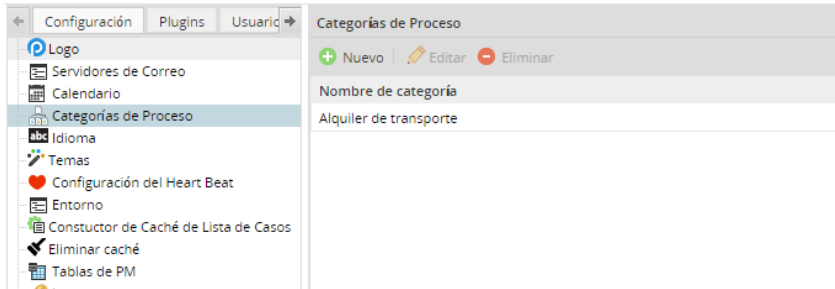 Configuración Plugins Usuaric
Logo
Servidores de Correo
Calendario
Categorías de Proceso
abc Idioma
Temas
Configuración del Heart Beat
Entorno
Constuctor de Caché de Lista de Casos
Eliminar caché
Tablas de PM
Categorías de Proceso
Nuevo Editar Eliminar
Nombre de categoría
Alquiler de transporte